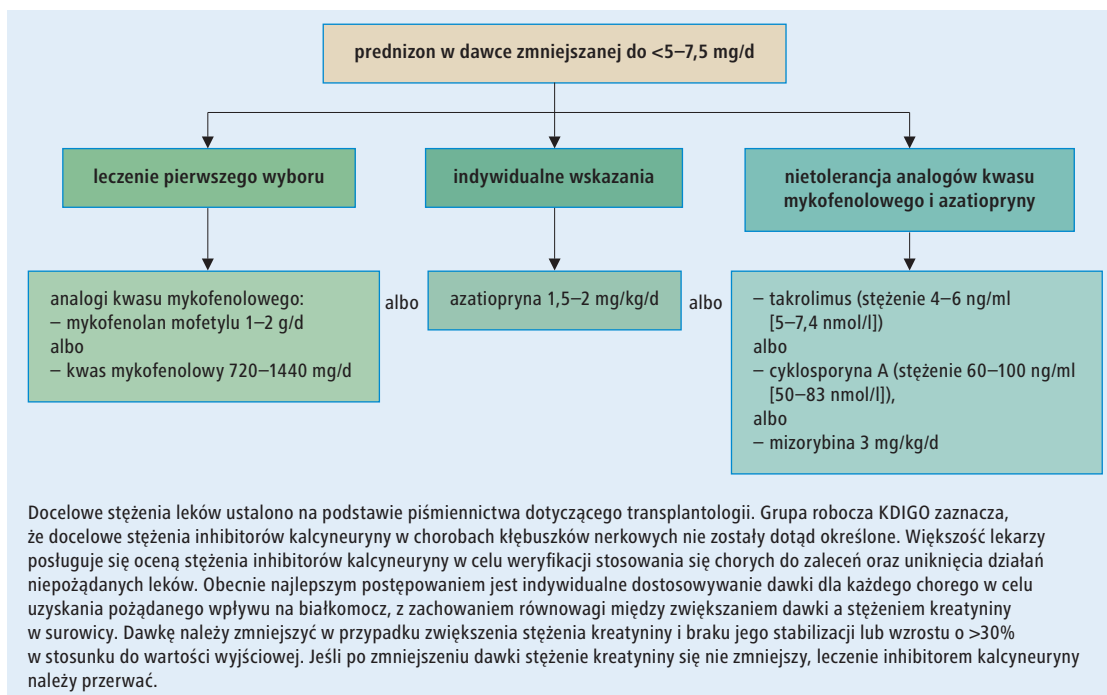 prednizon w dawce zmniejszanej do <5–7,5 mg/d
leczenie pierwszego wyboru
indywidualne wskazania
nietolerancja analogów kwasu
mykofenolowego i azatiopryny
analogi kwasu mykofenolowego:
– mykofenolan mofetylu 1–2 g/d
albo
– kwas mykofenolowy 720–1440 mg/d
albo
azatiopryna 1,5–2 mg/kg/d
albo
– takrolimus (stężenie 4–6 ng/ml
[5–7,4 nmol/l])
albo
– cyklosporyna A (stężenie 60–100 ng/ml
[50–83 nmol/l]),
albo
– mizorybina 3 mg/kg/d
Docelowe stężenia leków ustalono na podstawie piśmiennictwa dotyczącego transplantologii. Grupa robocza KDIGO zaznacza,
że docelowe stężenia inhibitorów kalcyneuryny w chorobach kłębuszków nerkowych nie zostały dotąd określone. Większość lekarzy
posługuje się oceną stężenia inhibitorów kalcyneuryny w celu weryfikacji stosowania się chorych do zaleceń oraz uniknięcia działań
niepożądanych leków. Obecnie najlepszym postępowaniem jest indywidualne dostosowywanie dawki dla każdego chorego w celu
uzyskania pożądanego wpływu na białkomocz, z zachowaniem równowagi między zwiększaniem dawki a stężeniem kreatyniny
w surowicy. Dawkę należy zmniejszyć w przypadku zwiększenia stężenia kreatyniny i braku jego stabilizacji lub wzrostu o >30%
w stosunku do wartości wyjściowej. Jeśli po zmniejszeniu dawki stężenie kreatyniny się nie zmniejszy, leczenie inhibitorem kalcyneuryny
należy przerwać.